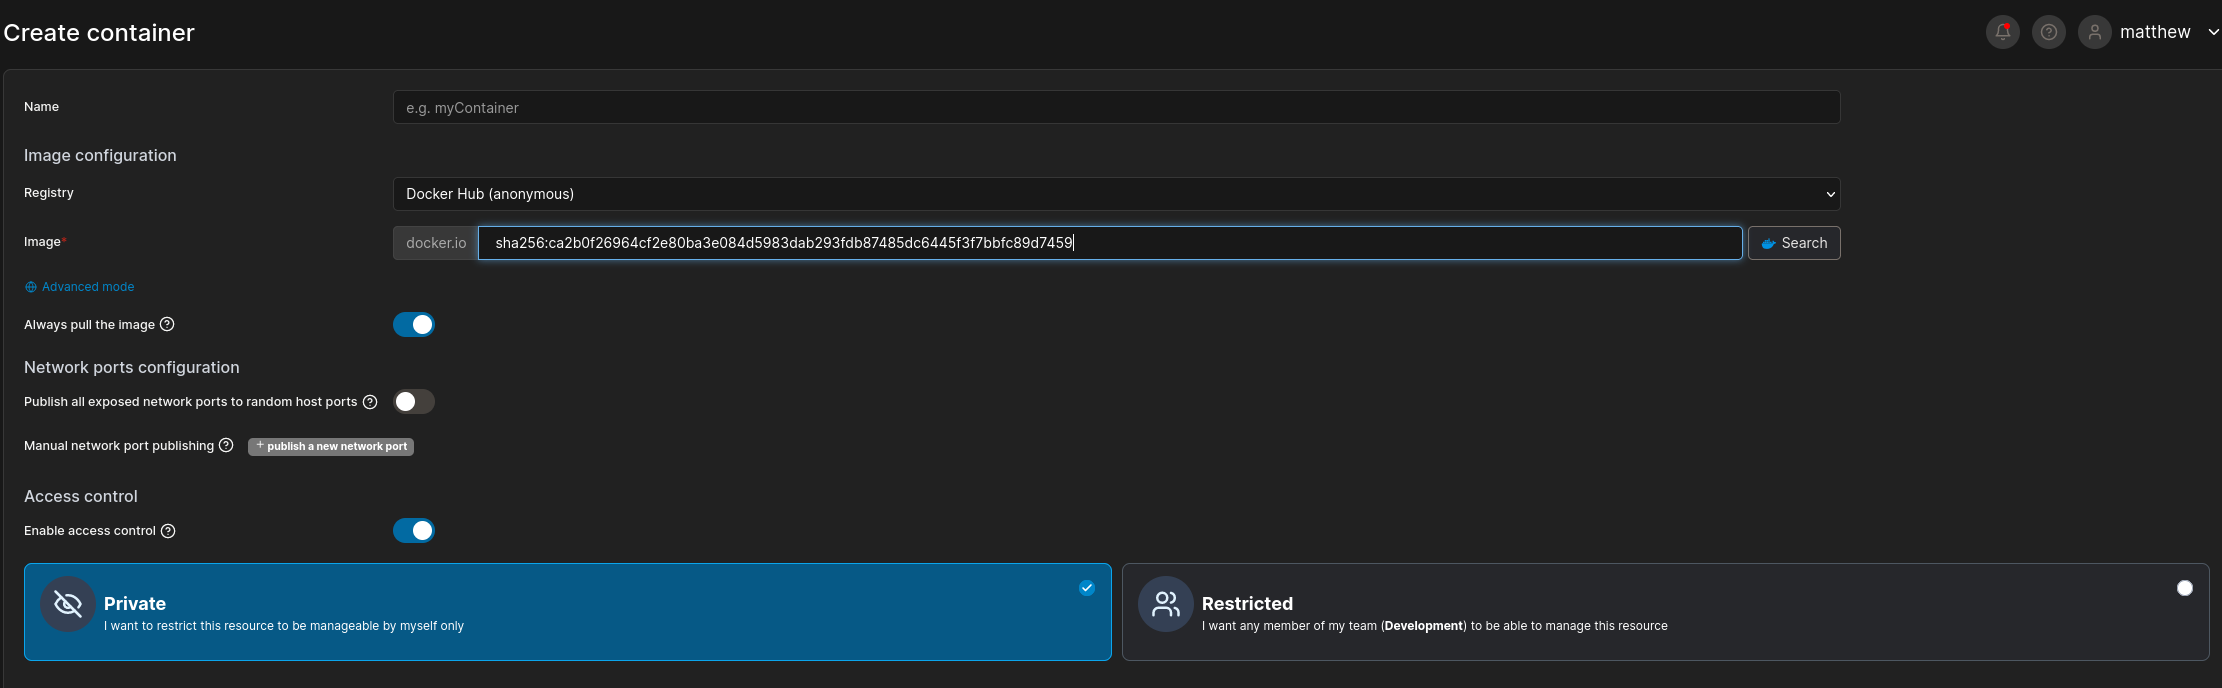 Create container
matthew
Name
e.g. myContainer
Image configuration
Registry
Docker Hub (anonymous)
Image*
docker.io
sha256:ca2b0f26964cf2e80ba3e084d5983dab293fdb87485dc6445f3f7bbfc89d7459
Search
Advanced mode
Always pull the image
Network ports configuration
Publish all exposed network ports to random host ports
Manual network port publishing
+ publish a new network port
Access control
Enable access control
Private
I want to restrict this resource to be manageable by myself only
Restricted
I want any member of my team (Development) to be able to manage this resource